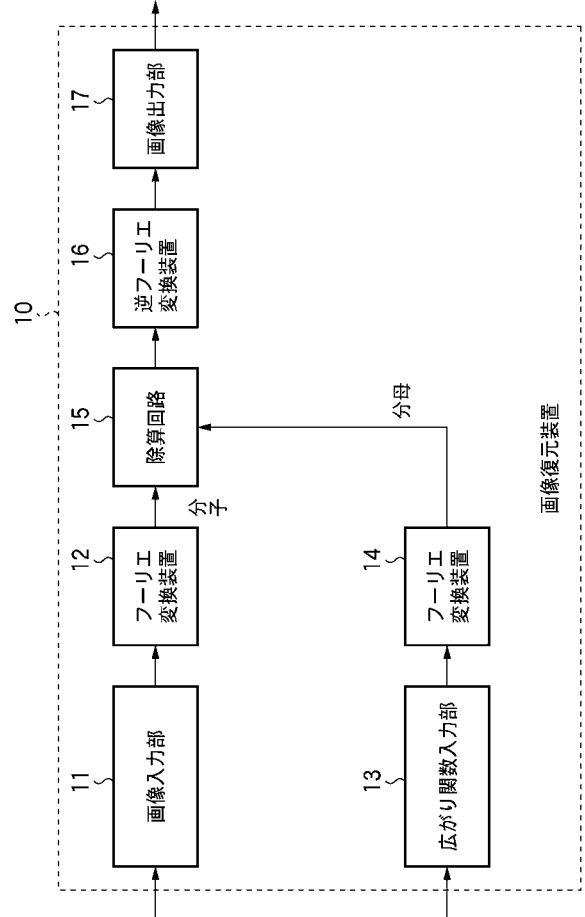 10
11
画像入力部
12
フーリエ
変換装置
分子
15
除算回路
16
逆フーリエ
変換装置
17
画像出力部
13
広がり関数入力部
14
フーリエ
変換装置
分母
画像復元装置